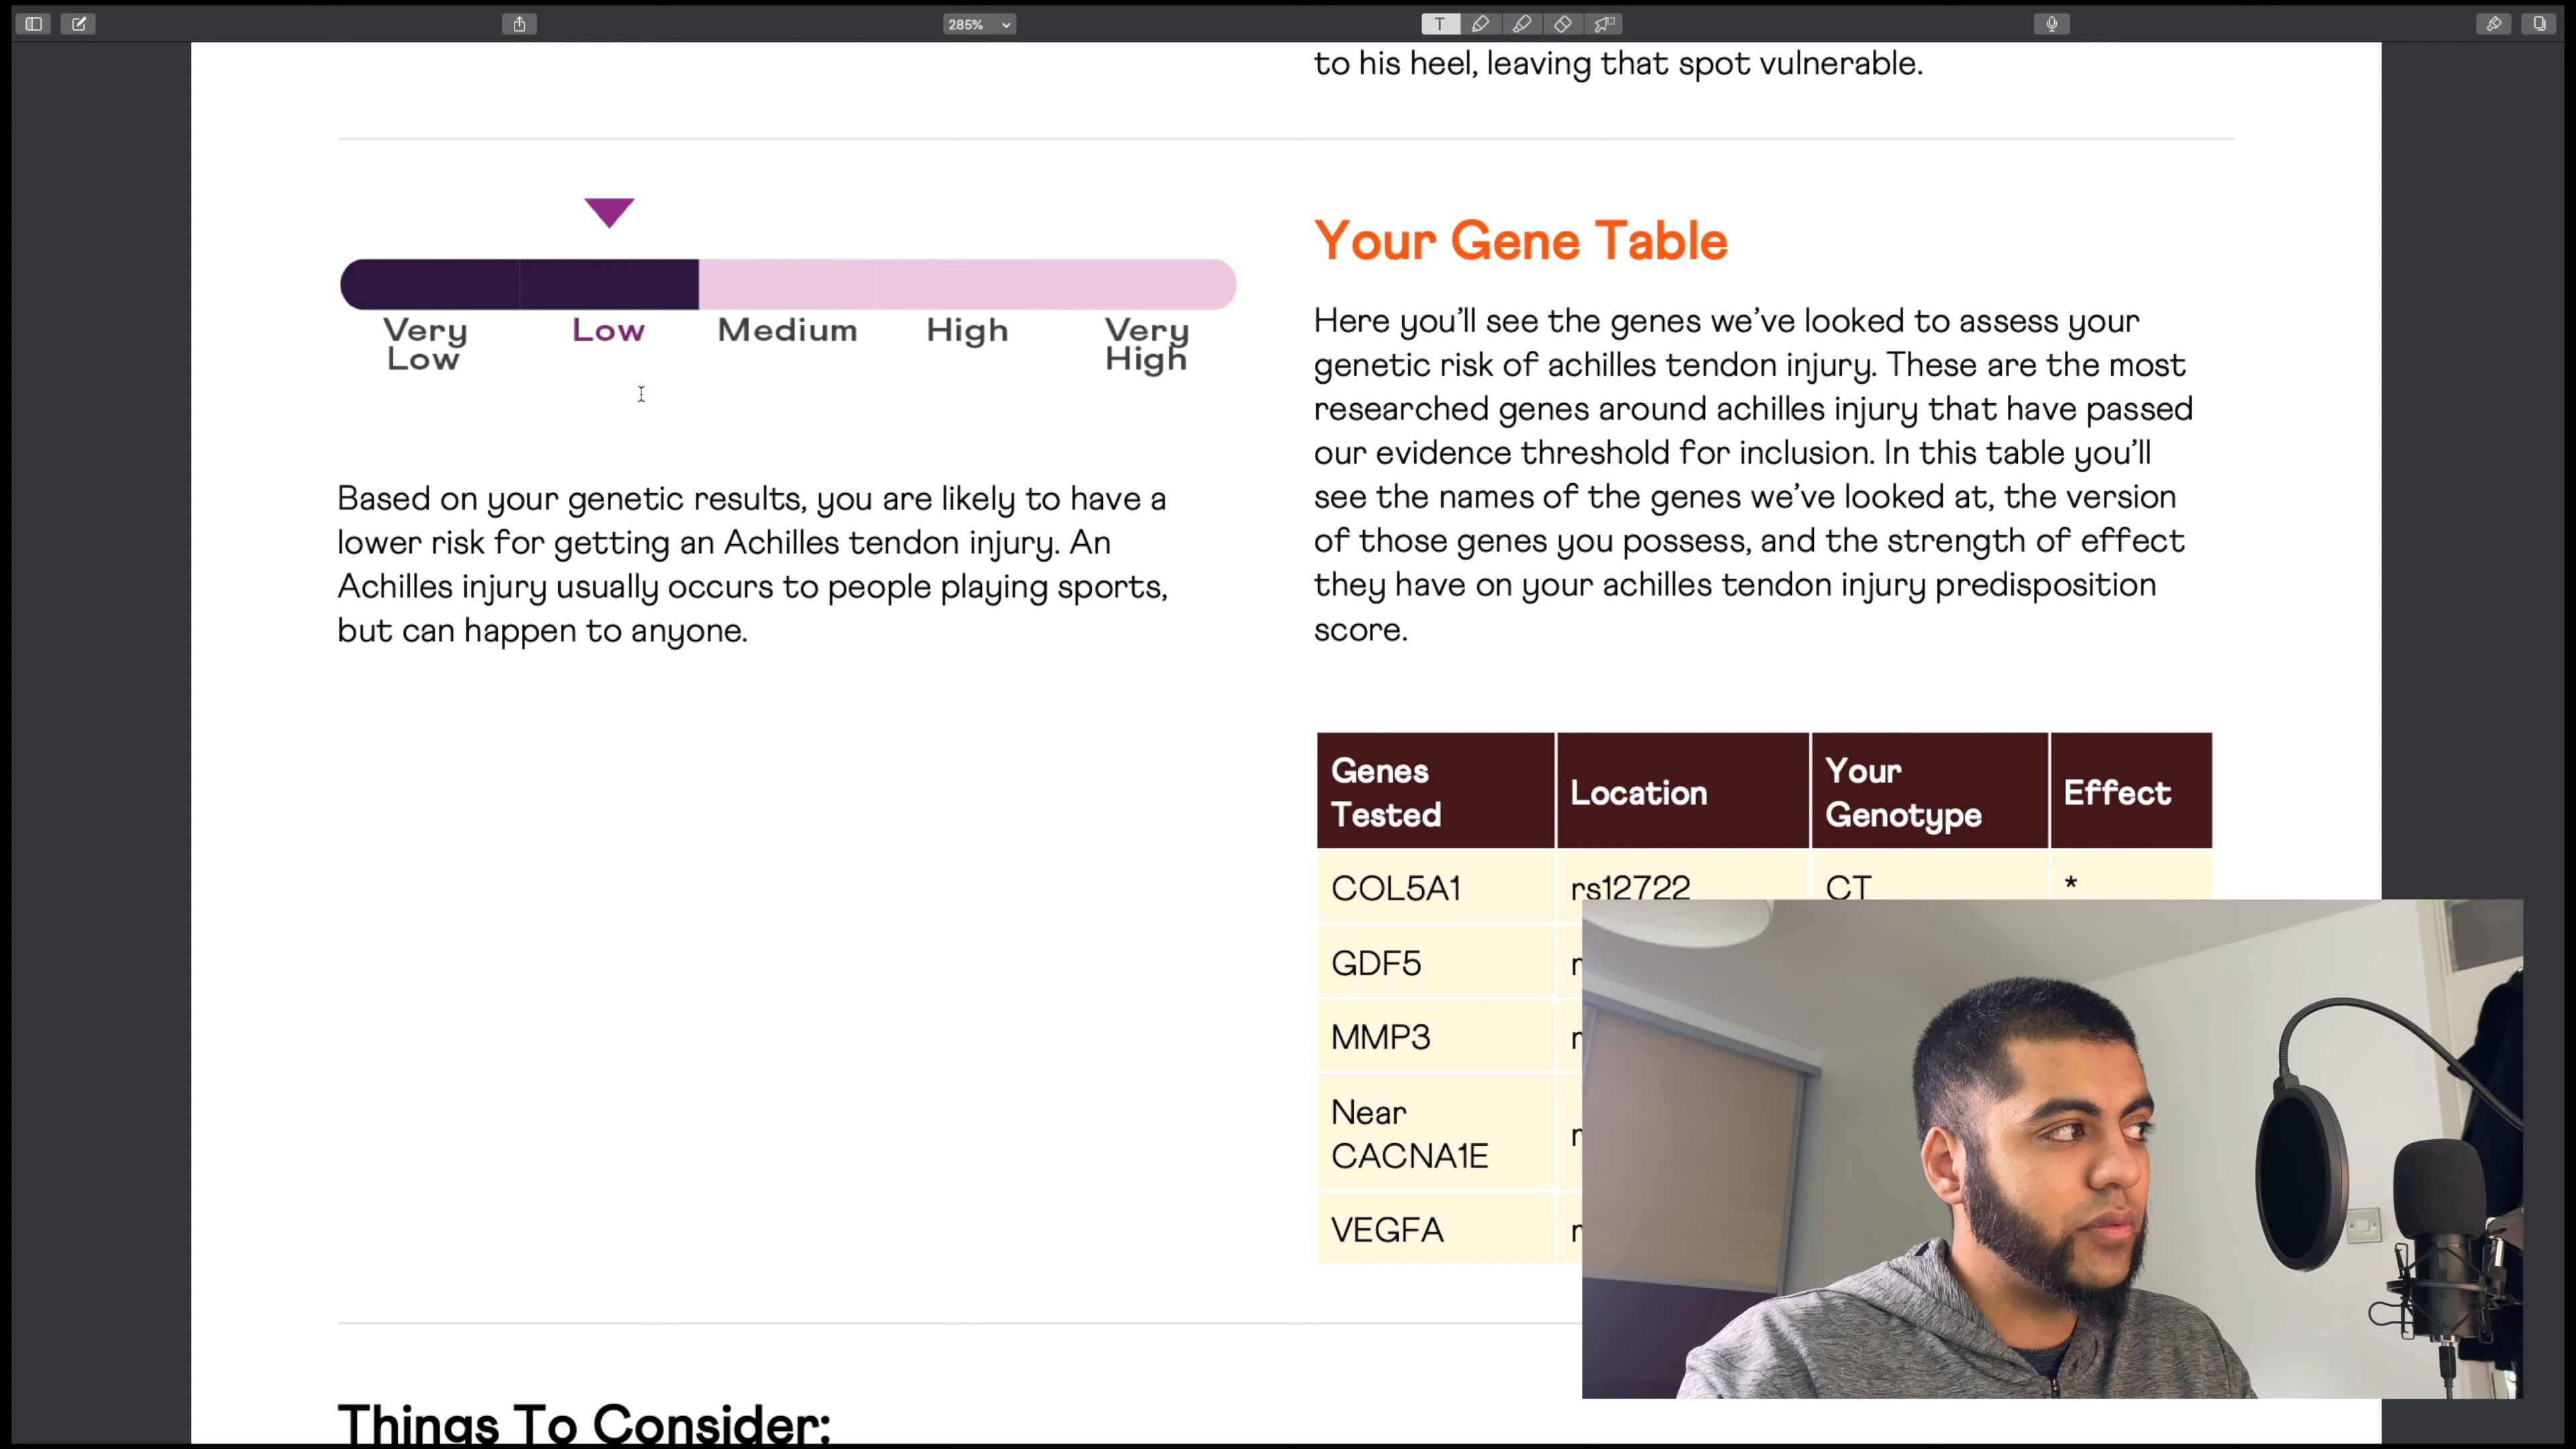 285%
T
to his heel, leaving that spot vulnerable.
Very
Low
Low
Medium
High
Very
High
Based on your genetic results, you are likely to have a
lower risk for getting an Achilles tendon injury. An
Achilles injury usually occurs to people playing sports,
but can happen to anyone.
Your Gene Table
Here you’ll see the genes we’ve looked to assess your
genetic risk of achilles tendon injury. These are the most
researched genes around achilles injury that have passed
our evidence threshold for inclusion. In this table you’ll
see the names of the genes we’ve looked at, the version
of those genes you possess, and the strength of effect
they have on your achilles tendon injury predisposition
score.
Genes
Tested
Location
Your
Genotype
Effect
COL5A1 rs12722 CT *
GDF5
MMP3
Near
CACNA1E
VEGFA
Things To Consider: